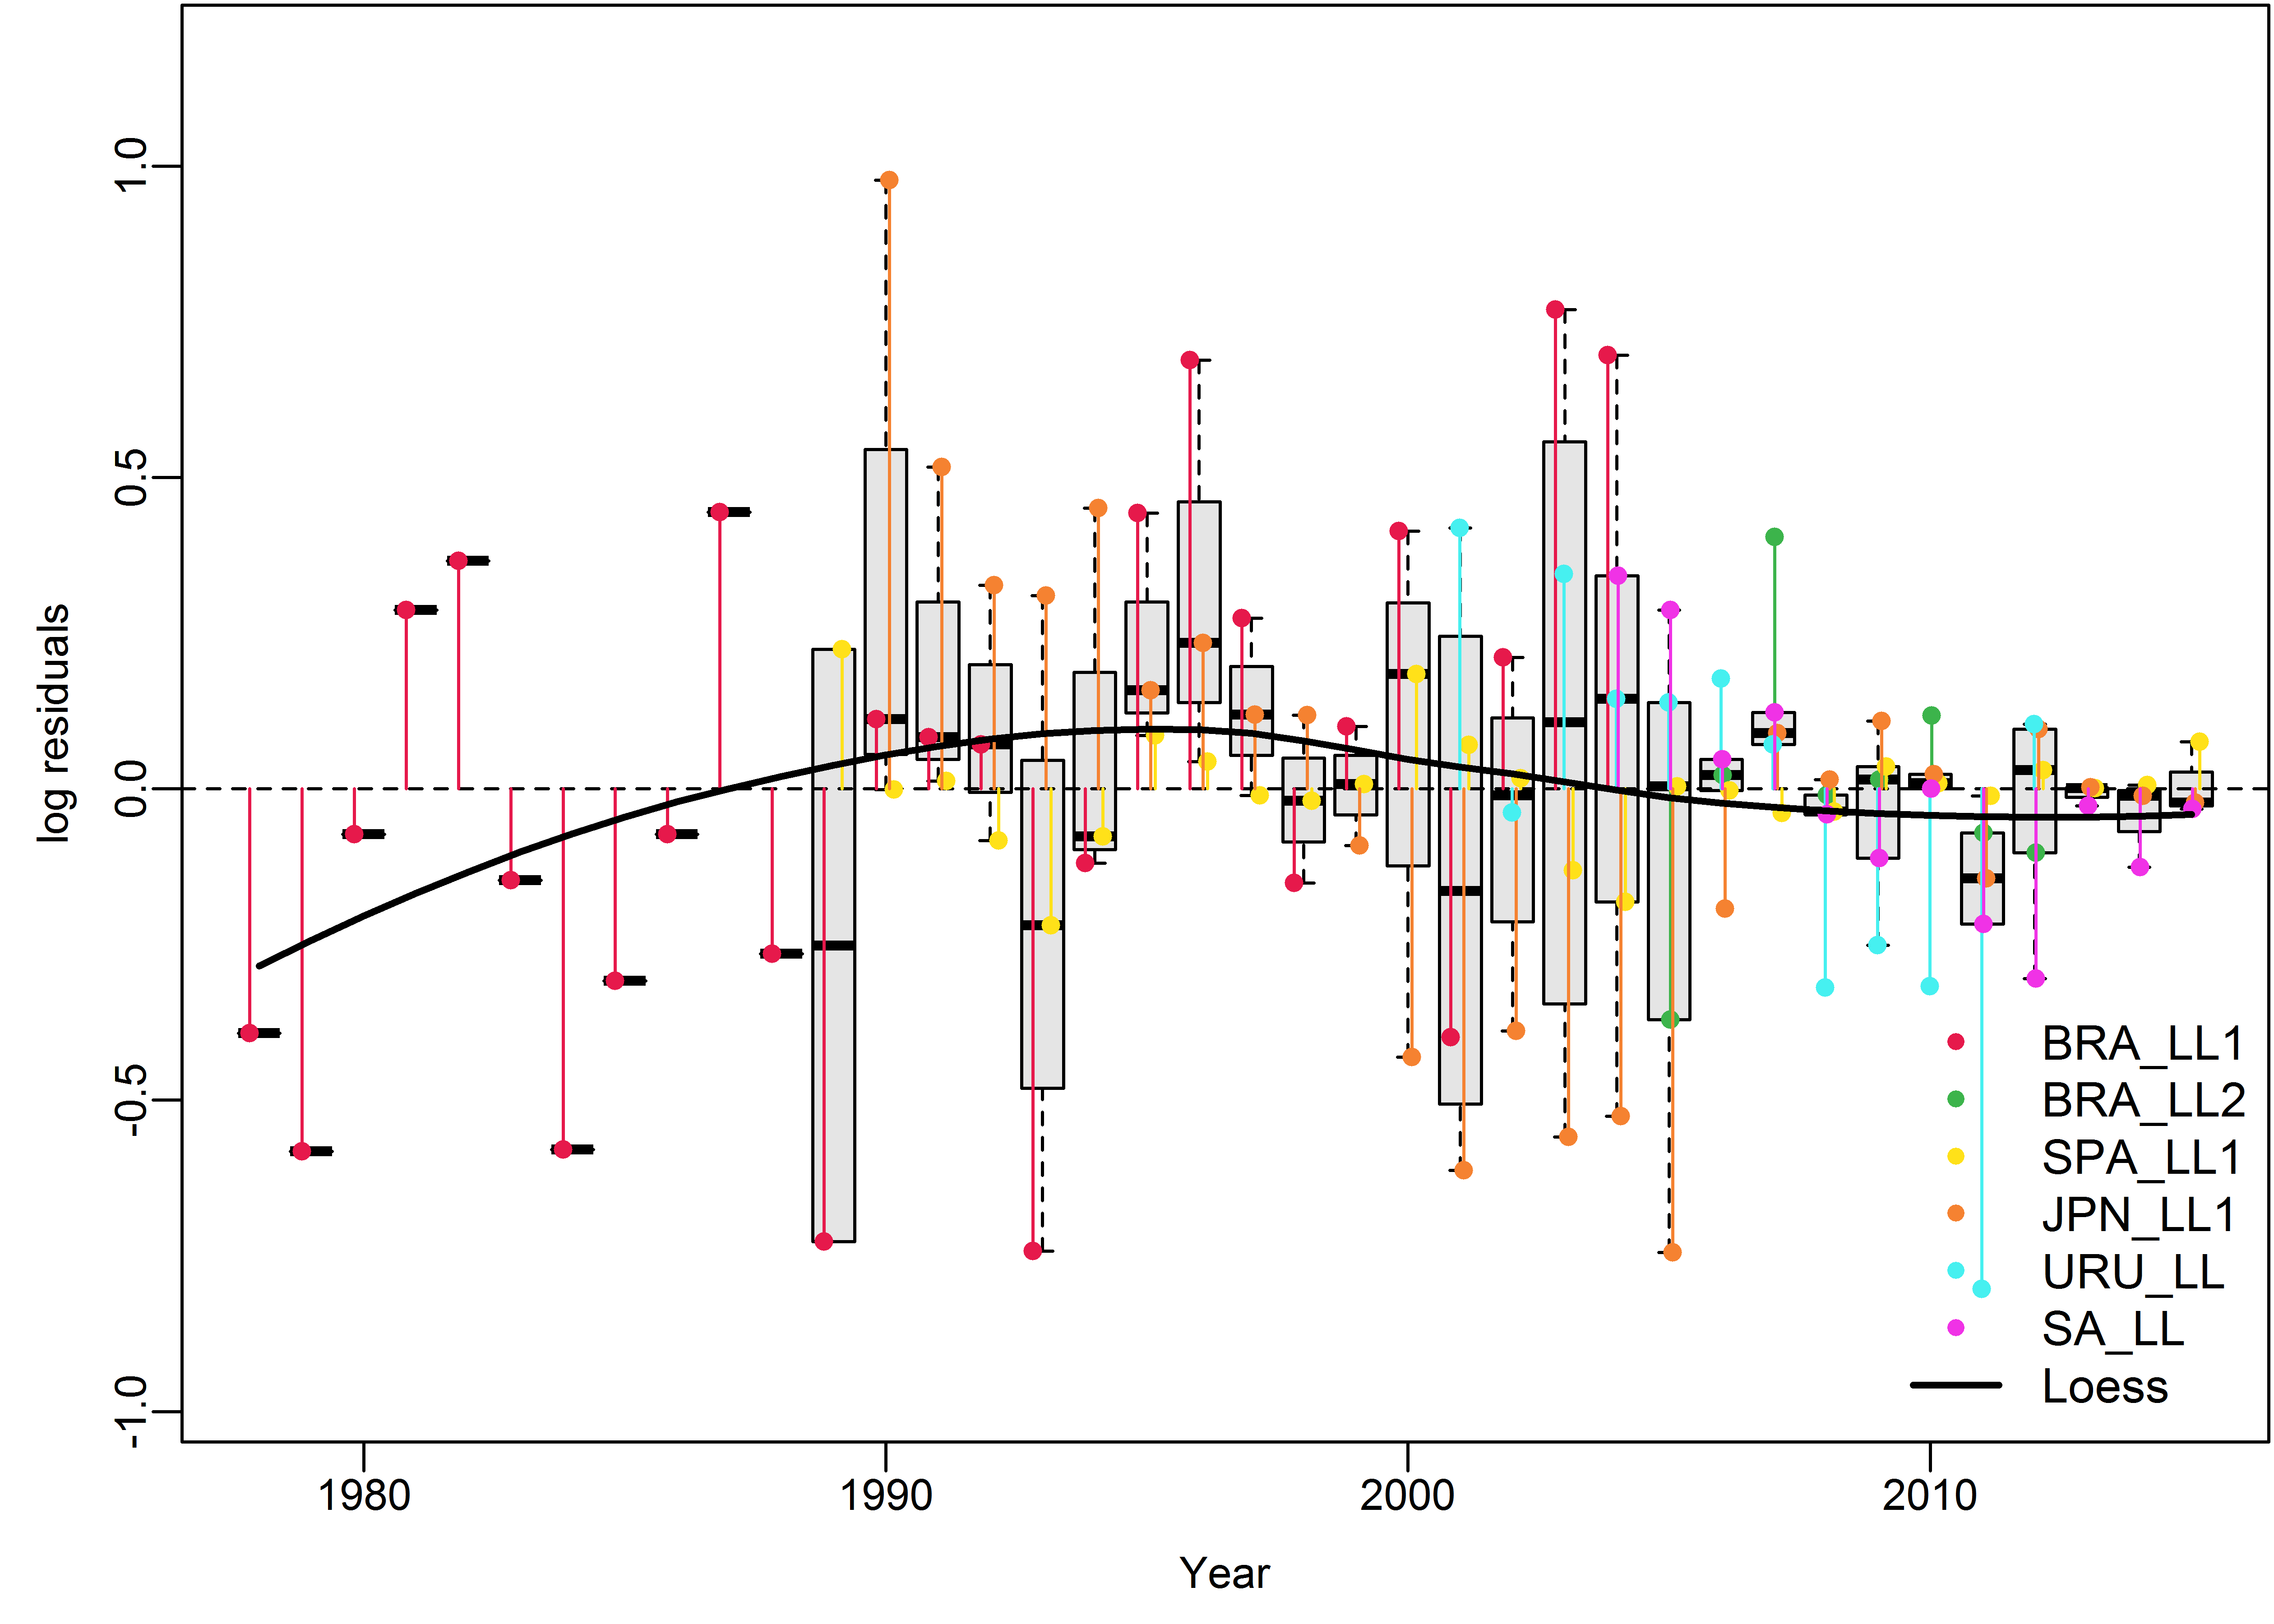 1.0
0.5
0.0
-0.5
-1.0
log residuals
1980
1990
2000
2010
Year
BRA_LL1
BRA_LL2
SPA_LL1
JPN_LL1
URU_LL
SA_LL
Loess